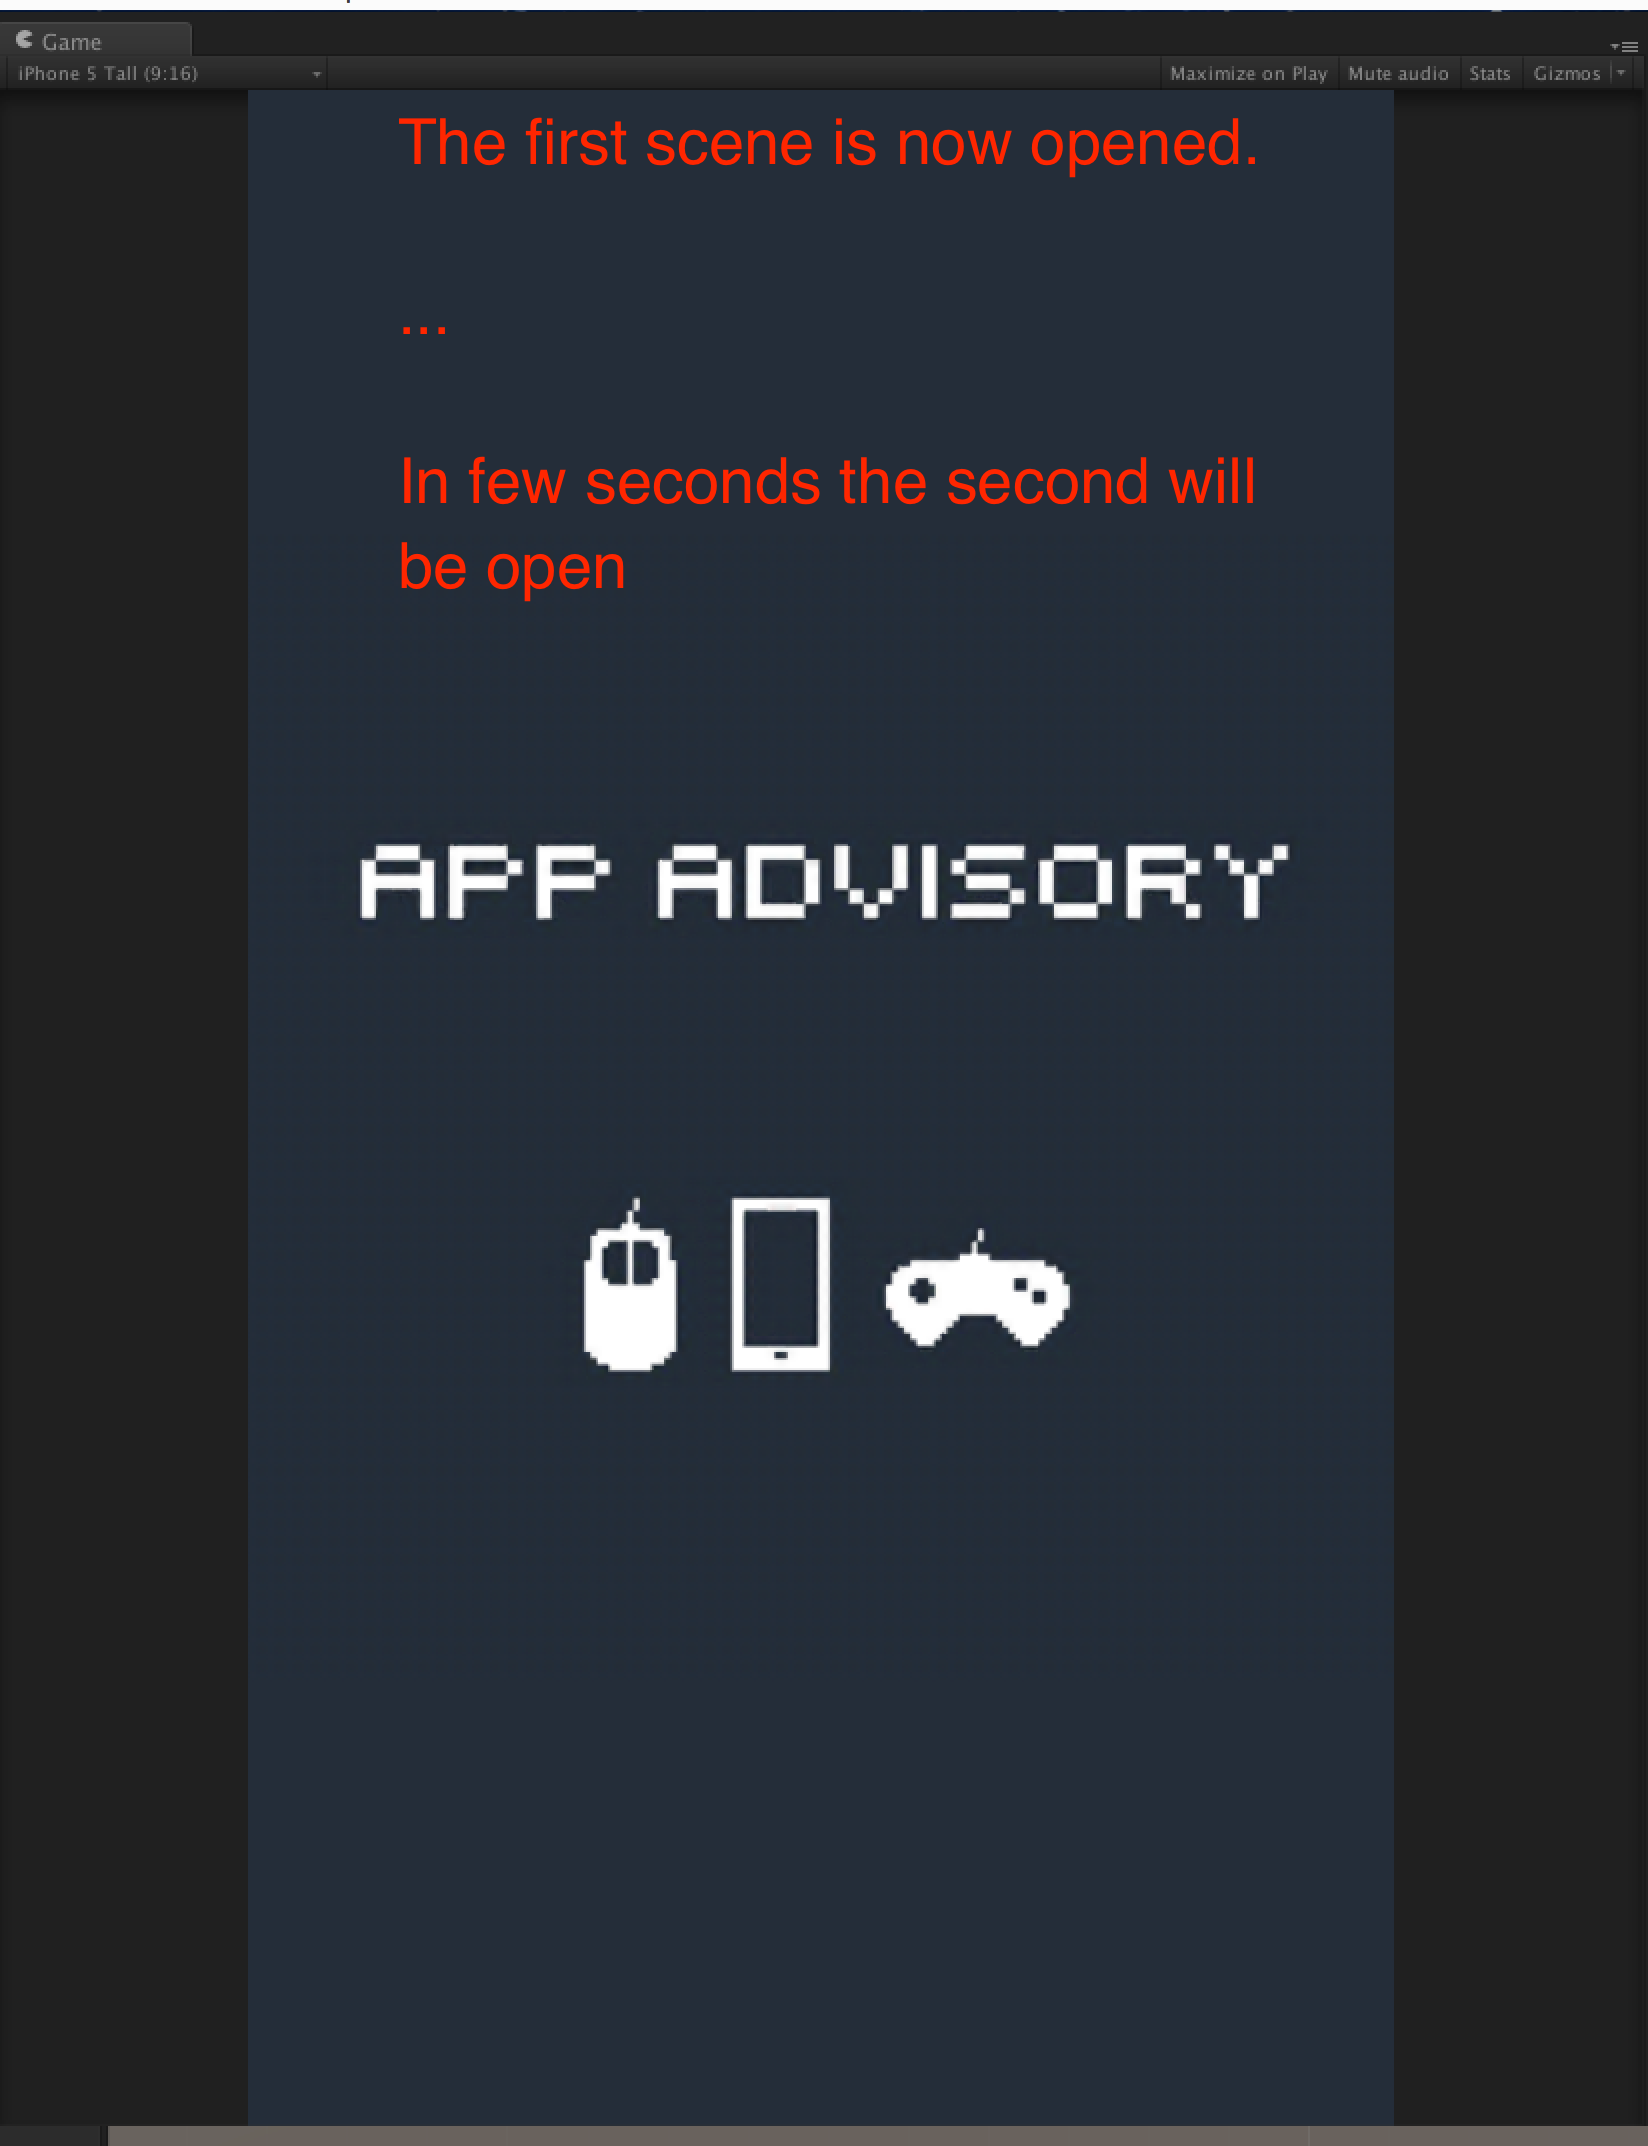 Game
iPhone 5 Tall (9:16)
Maximize on Play
Mute audio
Stats
Gizmos
The first scene is now opened.
...
In few seconds the second will
be open
APP ADVISORY